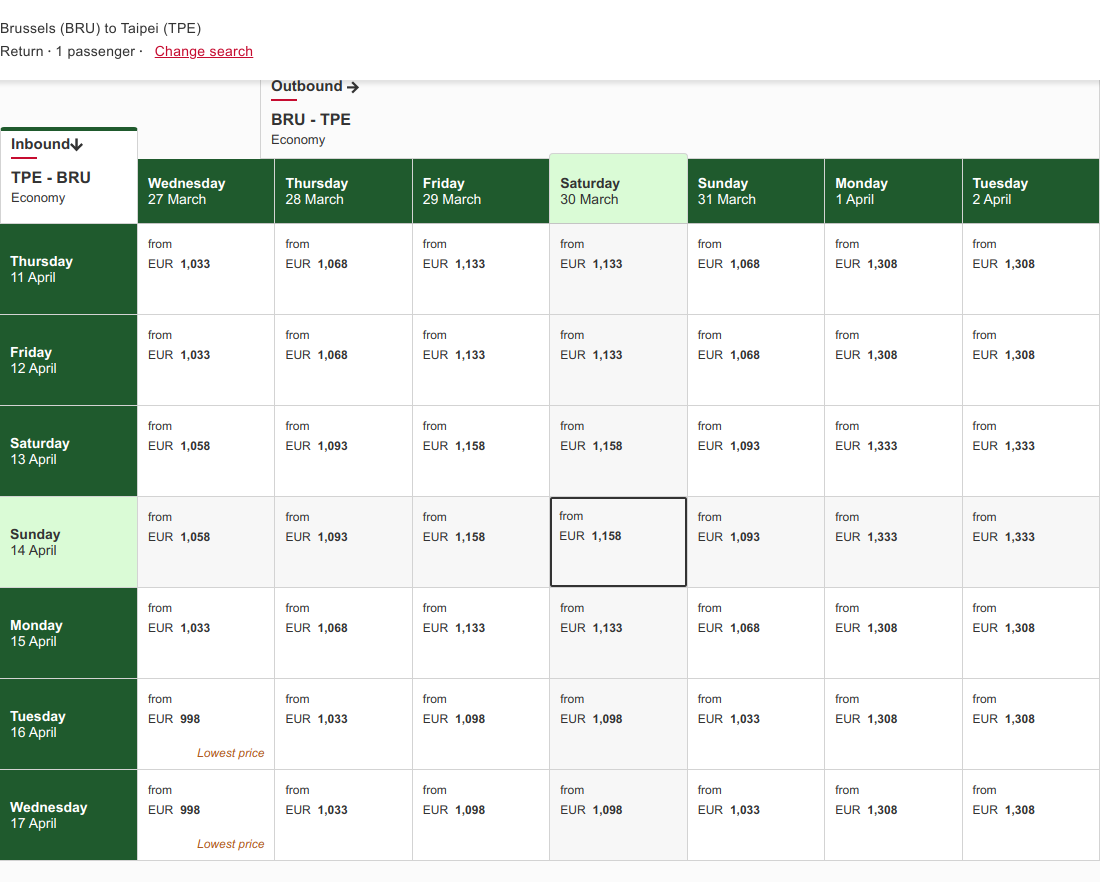 Brussels (BRU) to Taipei (TPE)
Return · 1 passenger · Change search
Outbound →
BRU - TPE
Economy
Inbound↓
TPE - BRU
Economy
Wednesday 27 March
Thursday 28 March
Friday 29 March
Saturday 30 March
Sunday 31 March
Monday 1 April
Tuesday 2 April
Thursday
11 April
from from from from from from from
EUR 1,033 EUR 1,068 EUR 1,133 EUR 1,133 EUR 1,068 EUR 1,308 EUR 1,308
Friday
12 April
from from from from from from from
EUR 1,033 EUR 1,068 EUR 1,133 EUR 1,133 EUR 1,068 EUR 1,308 EUR 1,308
Saturday
13 April
from from from from from from from
EUR 1,058 EUR 1,093 EUR 1,158 EUR 1,158 EUR 1,093 EUR 1,333 EUR 1,333
Sunday
14 April
from from from from from from from
EUR 1,058 EUR 1,093 EUR 1,158 EUR 1,158 EUR 1,093 EUR 1,333 EUR 1,333
Monday
15 April
from from from from from from from
EUR 1,033 EUR 1,068 EUR 1,133 EUR 1,133 EUR 1,068 EUR 1,308 EUR 1,308
Tuesday
16 April
from from from from from from from
EUR 998 EUR 1,033 EUR 1,098 EUR 1,098 EUR 1,033 EUR 1,308 EUR 1,308
Lowest price
Wednesday
17 April
from from from from from from from
EUR 998 EUR 1,033 EUR 1,098 EUR 1,098 EUR 1,033 EUR 1,308 EUR 1,308
Lowest price